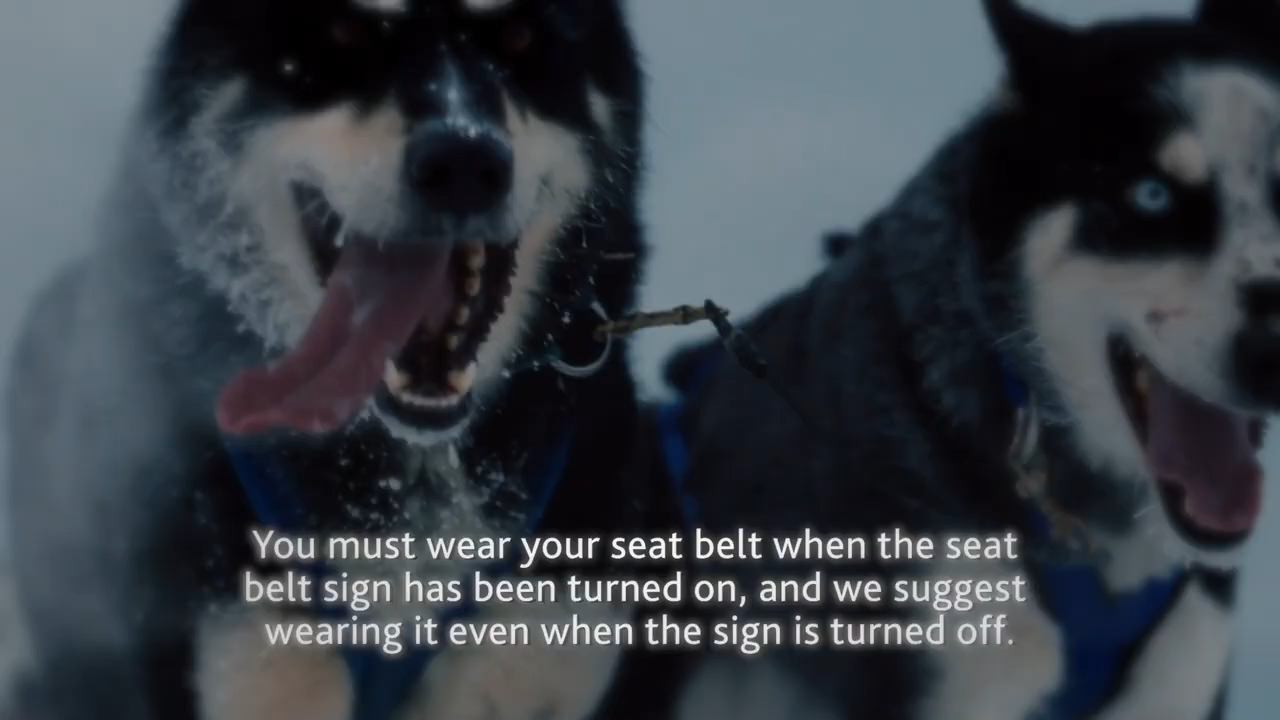 You must wear your seat belt when the seat
belt sign has been turned on, and we suggest
wearing it even when the sign is turned off.